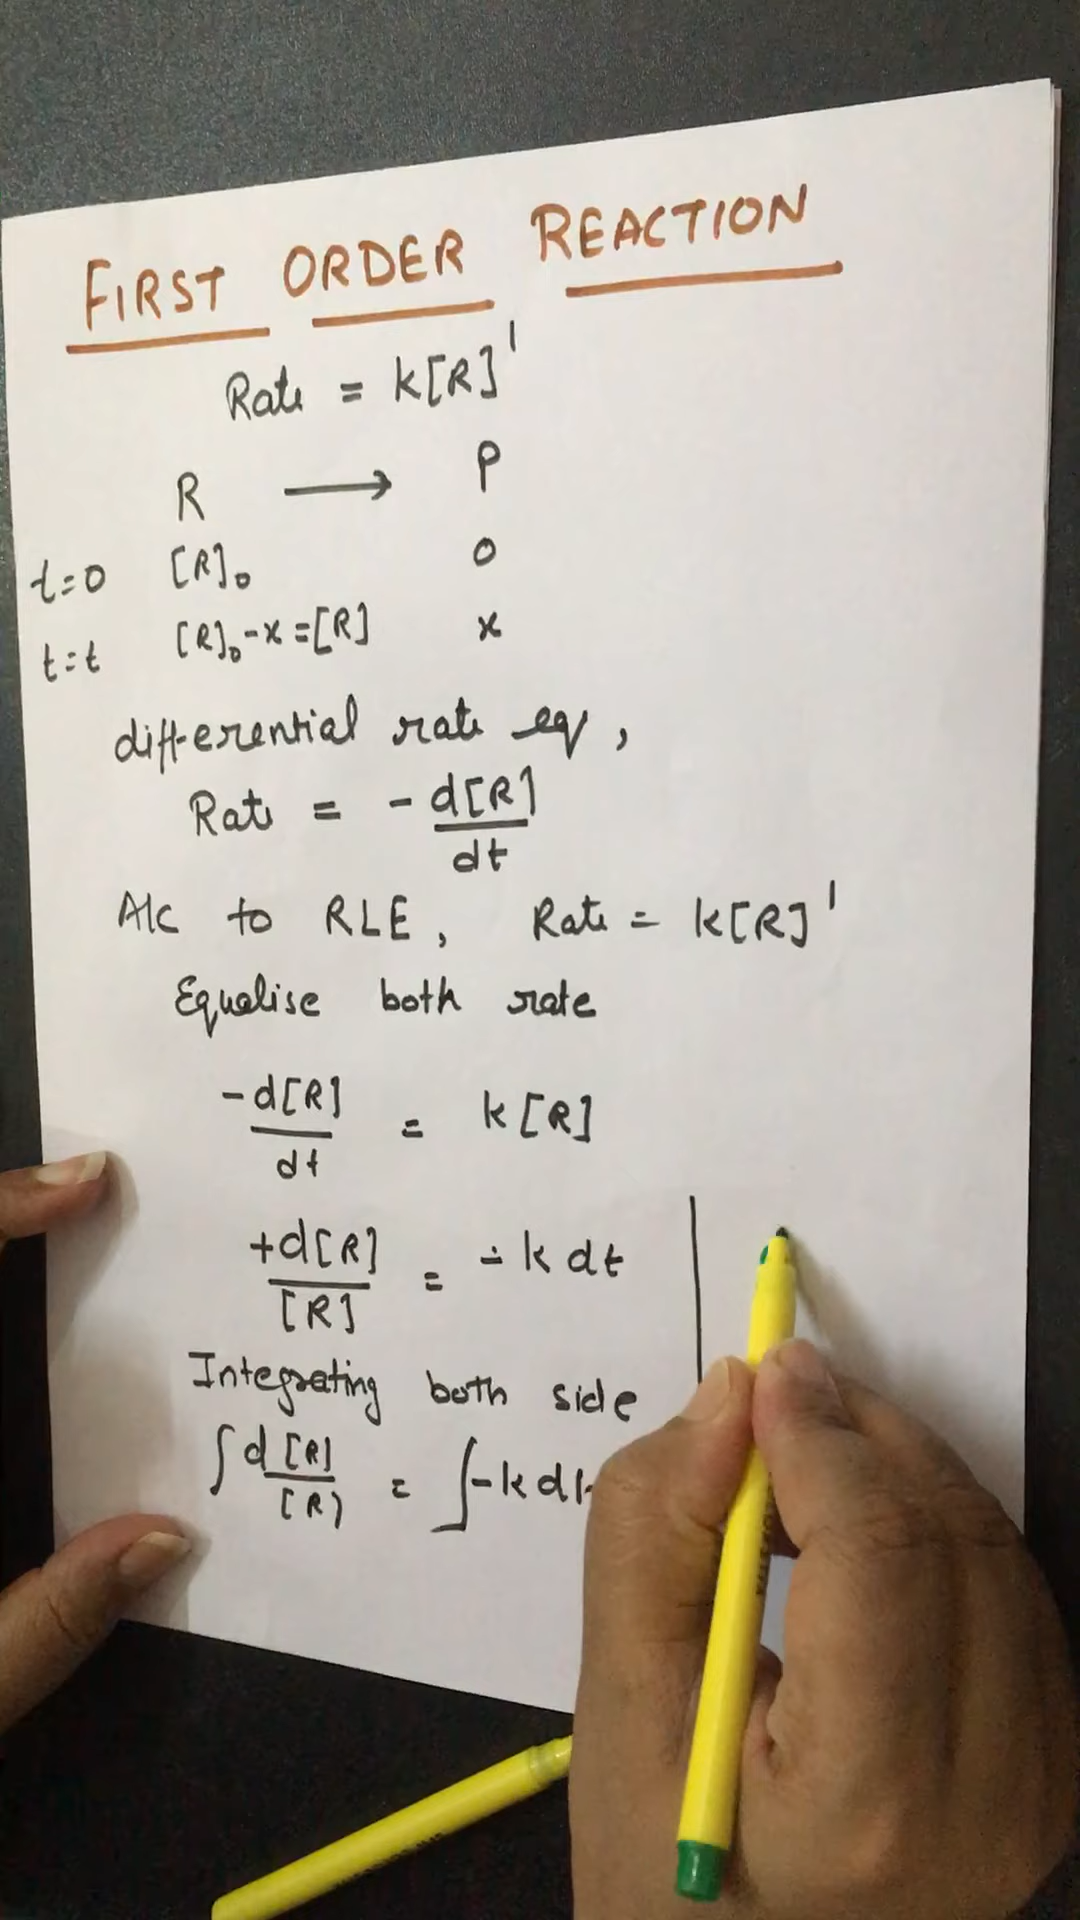 FIRST ORDER REACTION
Rate = k[R]¹
R ⟶ P
t=0 [R]₀ 0
t=t [R]₀-x=[R] x
differential rate eq,
Rate = - d[R]/dt
A/c to RLE, Rate = k[R]¹
Equalise both rate
-d[R]/dt = k[R]
+d[R]/[R] = -k dt
Integrating both side
∫ d[R]/[R] = ∫-k dt